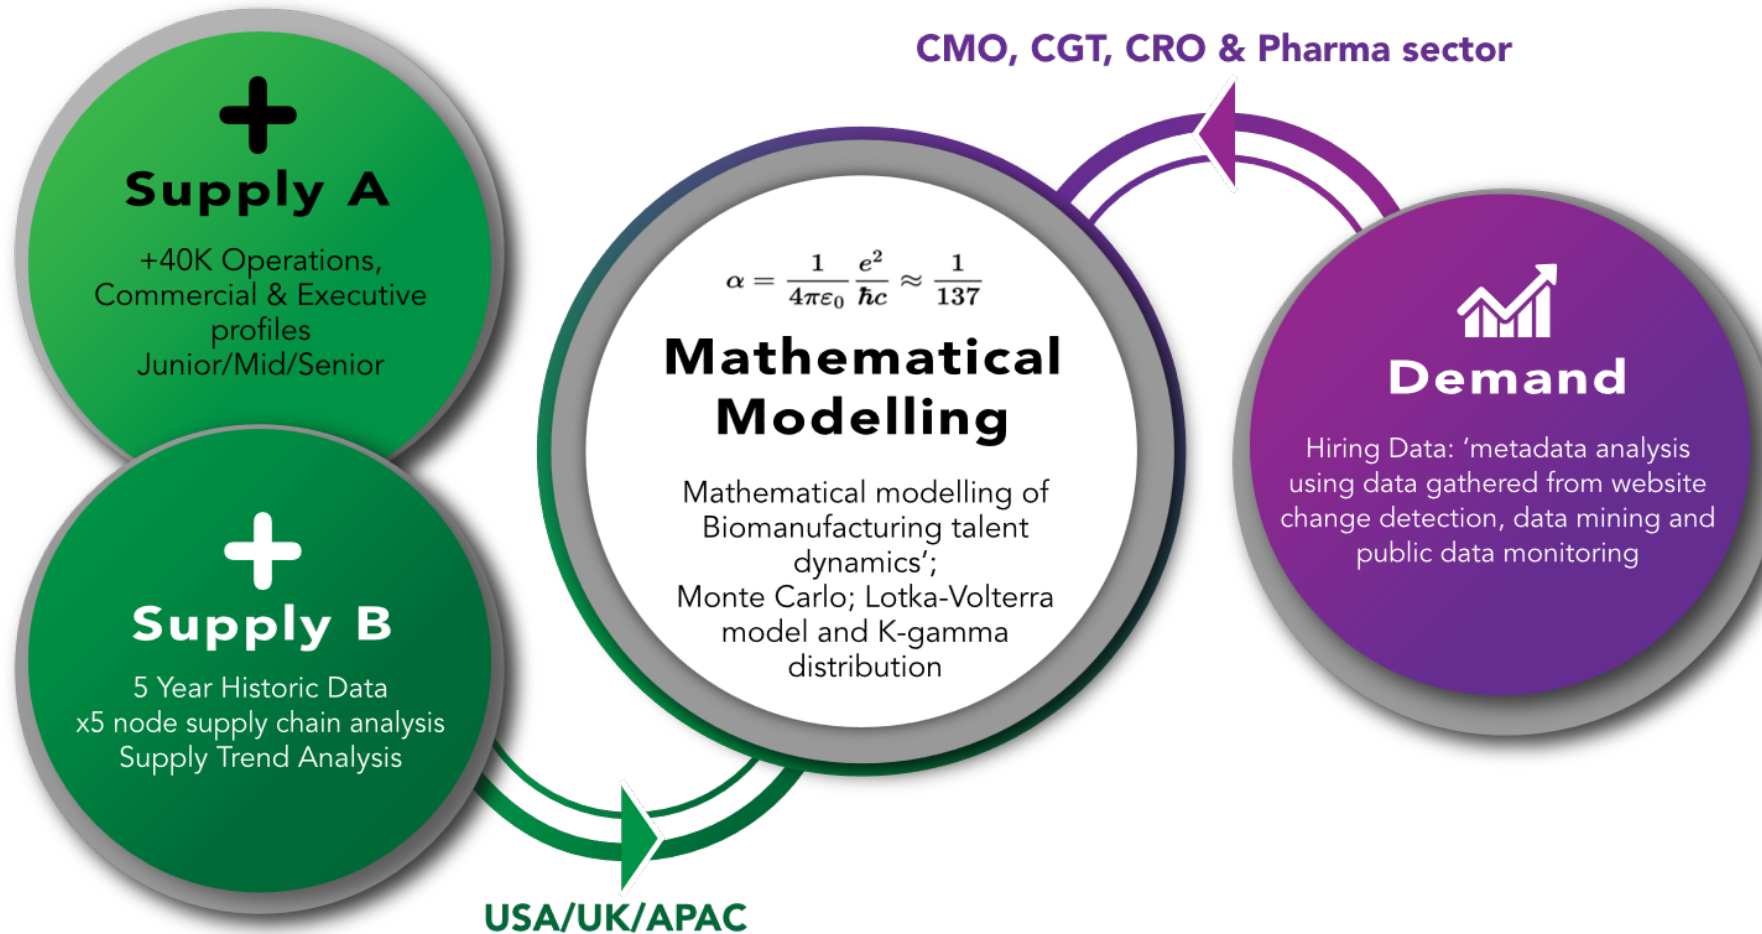 CMO, CGT, CRO & Pharma sector
Supply A
+40K Operations,
Commercial & Executive
profiles
Junior/Mid/Senior
Supply B
5 Year Historic Data
x5 node supply chain analysis
Supply Trend Analysis
USA/UK/APAC
α = 1/4πε₀ e²/ħc ≈ 1/137
Mathematical
Modelling
Mathematical modelling of
Biomanufacturing talent
dynamics’;
Monte Carlo; Lotka-Volterra
model and K-gamma
distribution
Demand
Hiring Data: ‘metadata analysis
using data gathered from website
change detection, data mining and
public data monitoring